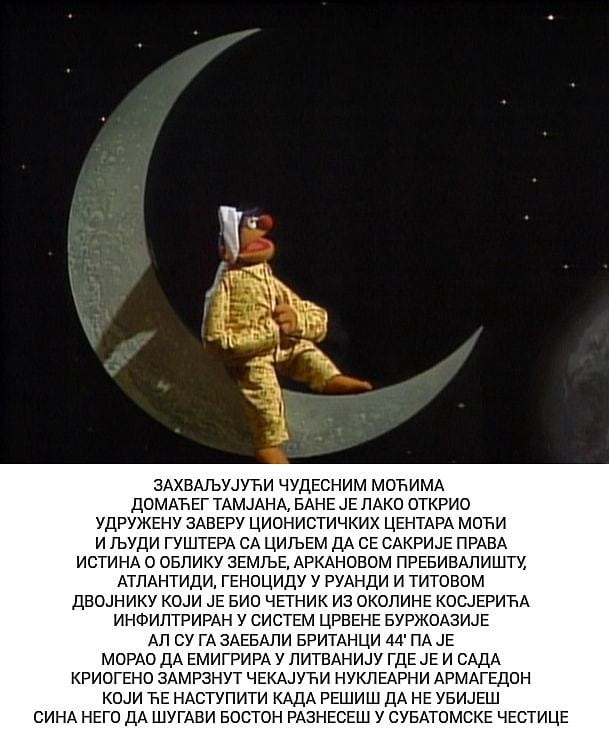 ЗАХВАЉУЈУЋИ ЧУДЕСНИМ МОЋИМА
ДОМАЋЕГ ТАМЈАНА, БАНЕ ЈЕ ЛАКО ОТКРИО
УДРУЖЕНУ ЗАВЕРУ ЦИОНИСТИЧКИХ ЦЕНТАРА МОЋИ
И ЉУДИ ГУШТЕРА СА ЦИЉЕМ ДА СЕ САКРИЈЕ ПРАВА
ИСТИНА О ОБЛИКУ ЗЕМЉЕ, АРКАНОВОМ ПРЕБИВАЛИШТУ,
АТЛАНТИДИ, ГЕНОЦИДУ У РУАНДИ И ТИТОВОМ
ДВОЈНИКУ КОЈИ ЈЕ БИО ЧЕТНИК ИЗ ОКОЛИНЕ КОСЈЕРИЋА
ИНФИЛТРИРАН У СИСТЕМ ЦРВЕНЕ БУРЖОАЗИЈЕ
АЛ СУ ГА ЗАЕБАЛИ БРИТАНЦИ 44' ПА ЈЕ
МОРАО ДА ЕМИГРИРА У ЛИТВАНИЈУ ГДЕ ЈЕ И САДА
КРИОГЕНО ЗАМРЗНУТ ЧЕКАЈУЋИ НУКЛЕАРНИ АРМАГЕДОН
КОЈИ ЋЕ НАСТУПИТИ КАДА РЕШИШ ДА НЕ УБИЈЕШ
СИНА НЕГО ДА ШУГАВИ БОСТОН РАЗНЕСЕШ У СУБАТОМСКЕ ЧЕСТИЦЕ